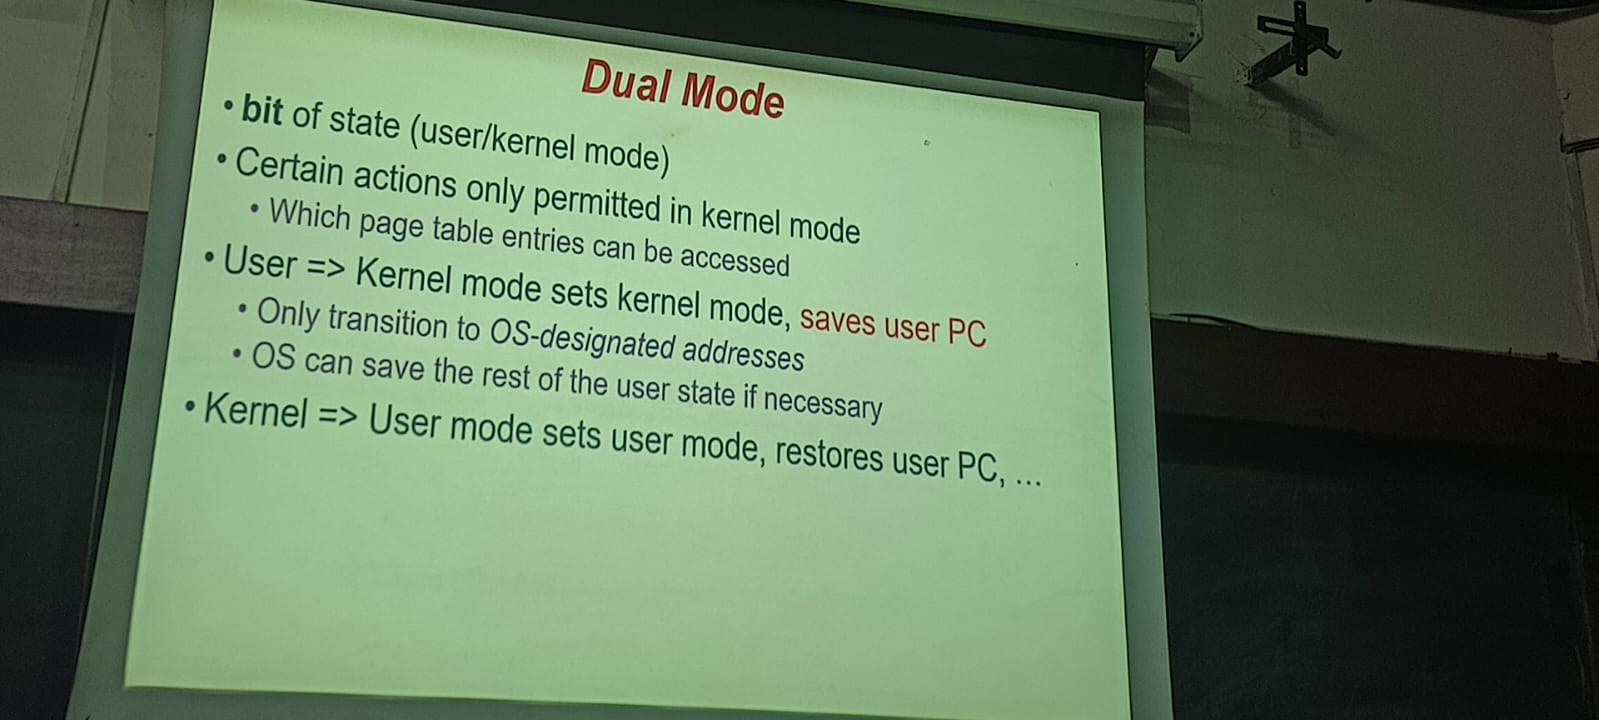 Dual Mode
• bit of state (user/kernel mode)
• Certain actions only permitted in kernel mode
• Which page table entries can be accessed
• User => Kernel mode sets kernel mode, saves user PC
• Only transition to OS-designated addresses
• OS can save the rest of the user state if necessary
• Kernel => User mode sets user mode, restores user PC, ...